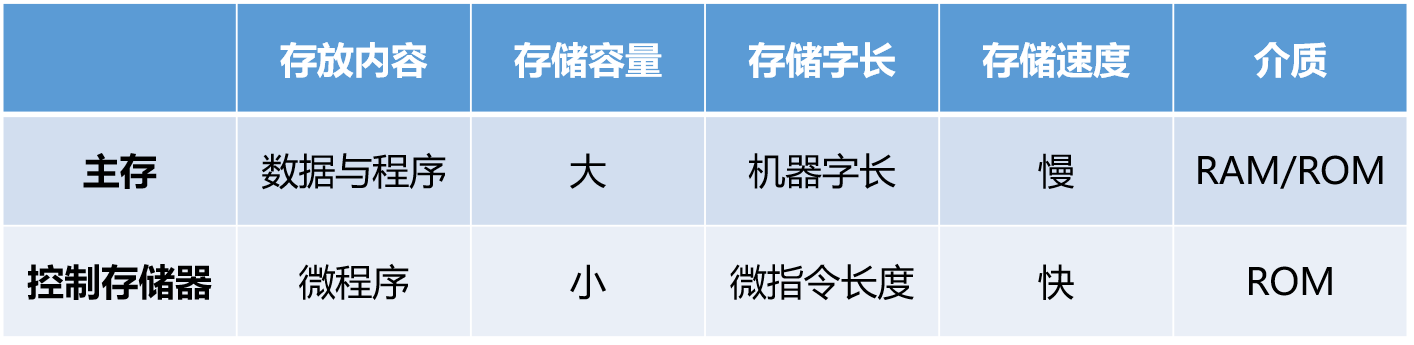 存放内容 存储容量 存储字长 存储速度 介质
主存 数据与程序 大 机器字长 慢 RAM/ROM
控制存储器 微程序 小 微指令长度 快 ROM